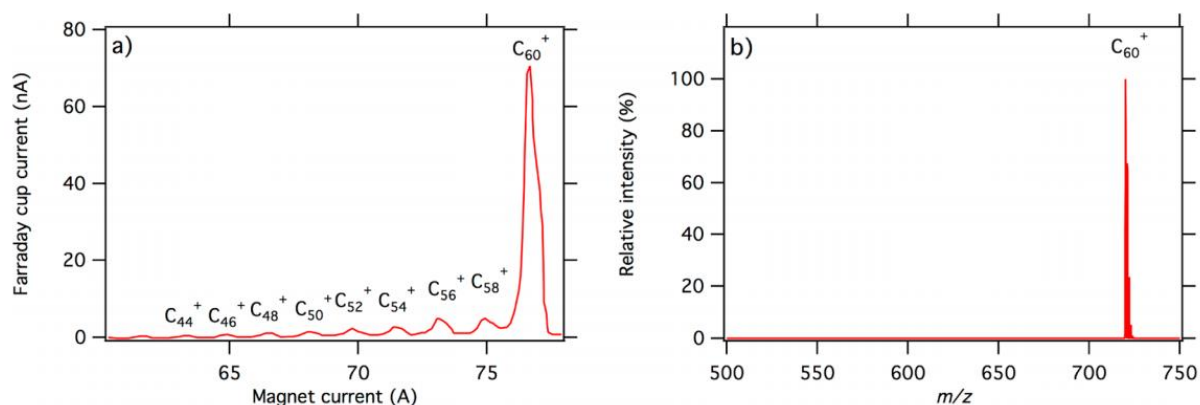 a)
Farraday cup current (nA)
80
60
40
20
0
C44+ C46+ C48+ C50+ C52+ C54+ C56+ C58+ C60+
65 70 75
Magnet current (A)
b)
Relative intensity (%)
100
80
60
40
20
0
C60+
500 550 600 650 700 750
m/z